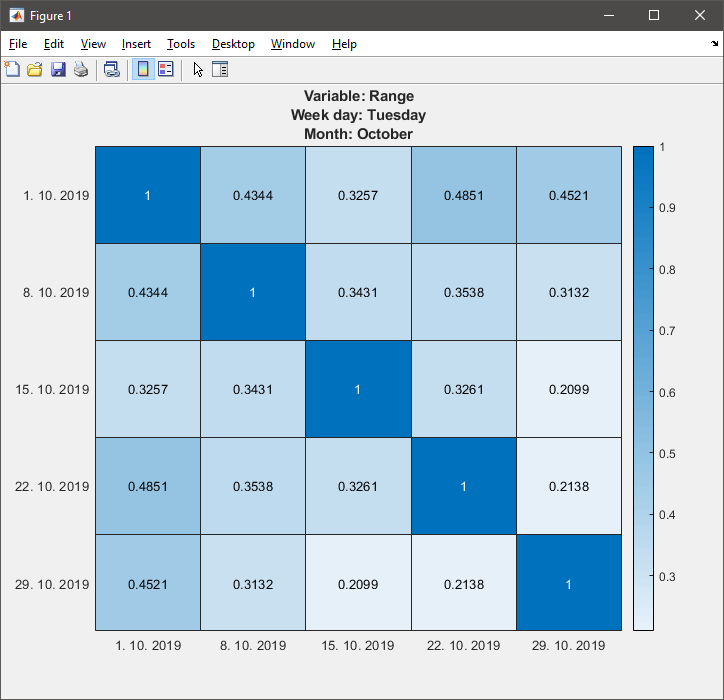 Figure 1
File Edit View Insert Tools Desktop Window Help
Variable: Range
Week day: Tuesday
Month: October
1. 10. 2019 1 0.4344 0.3257 0.4851 0.4521
8. 10. 2019 0.4344 1 0.3431 0.3538 0.3132
15. 10. 2019 0.3257 0.3431 1 0.3261 0.2099
22. 10. 2019 0.4851 0.3538 0.3261 1 0.2138
29. 10. 2019 0.4521 0.3132 0.2099 0.2138 1
1. 10. 2019 8. 10. 2019 15. 10. 2019 22. 10. 2019 29. 10. 2019
1
0.9
0.8
0.7
0.6
0.5
0.4
0.3